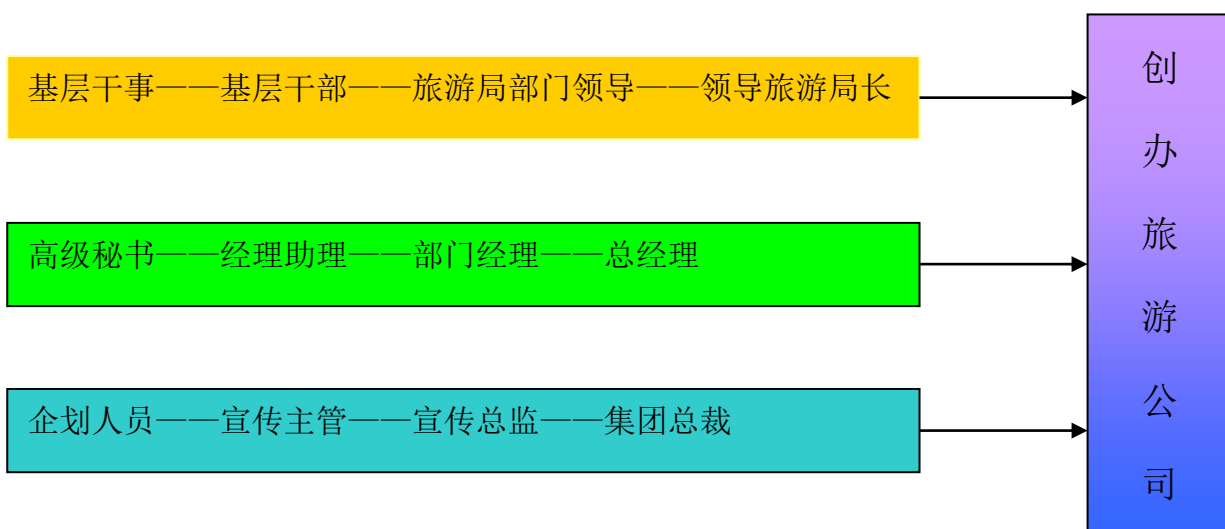 基层干事——基层干部——旅游局部门领导——领导旅游局长
高级秘书——经理助理——部门经理——总经理
企划人员——宣传主管——宣传总监——集团总裁
创办旅游公司